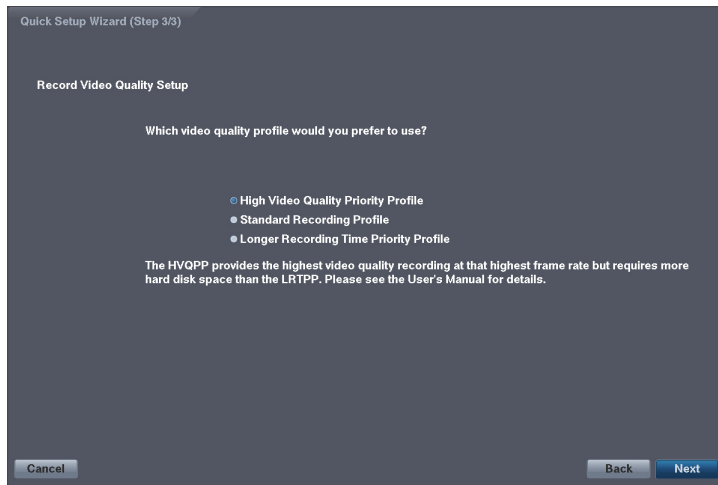 Quick Setup Wizard (Step 3/3)
Record Video Quality Setup
Which video quality profile would you prefer to use?
High Video Quality Priority Profile
Standard Recording Profile
Longer Recording Time Priority Profile
The HVQPP provides the highest video quality recording at that highest frame rate but requires more
hard disk space than the LRTPP. Please see the User's Manual for details.
Cancel
Back
Next